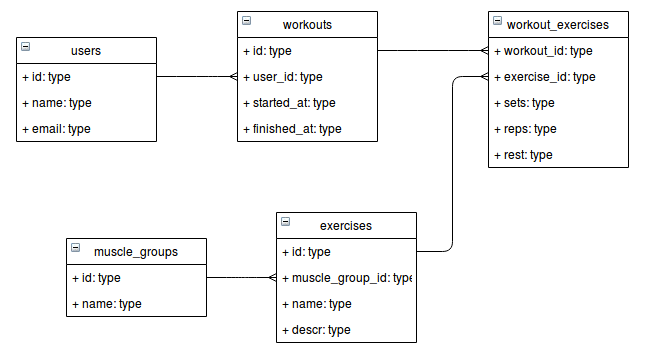 users
+ id: type
+ name: type
+ email: type
workouts
+ id: type
+ user_id: type
+ started_at: type
+ finished_at: type
workout_exercises
+ workout_id: type
+ exercise_id: type
+ sets: type
+ reps: type
+ rest: type
muscle_groups
+ id: type
+ name: type
exercises
+ id: type
+ muscle_group_id: type
+ name: type
+ descr: type